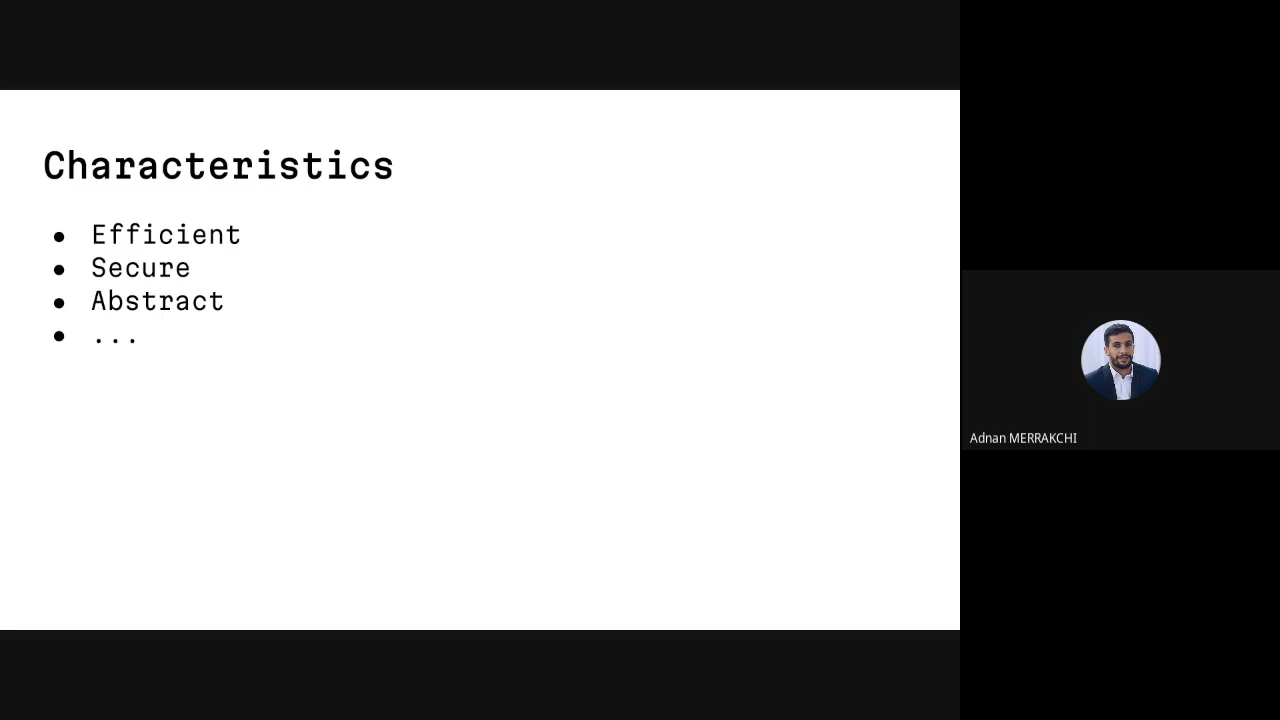 Characteristics
● Efficient
● Secure
● Abstract
● ...
Adnan MERRAKCHI